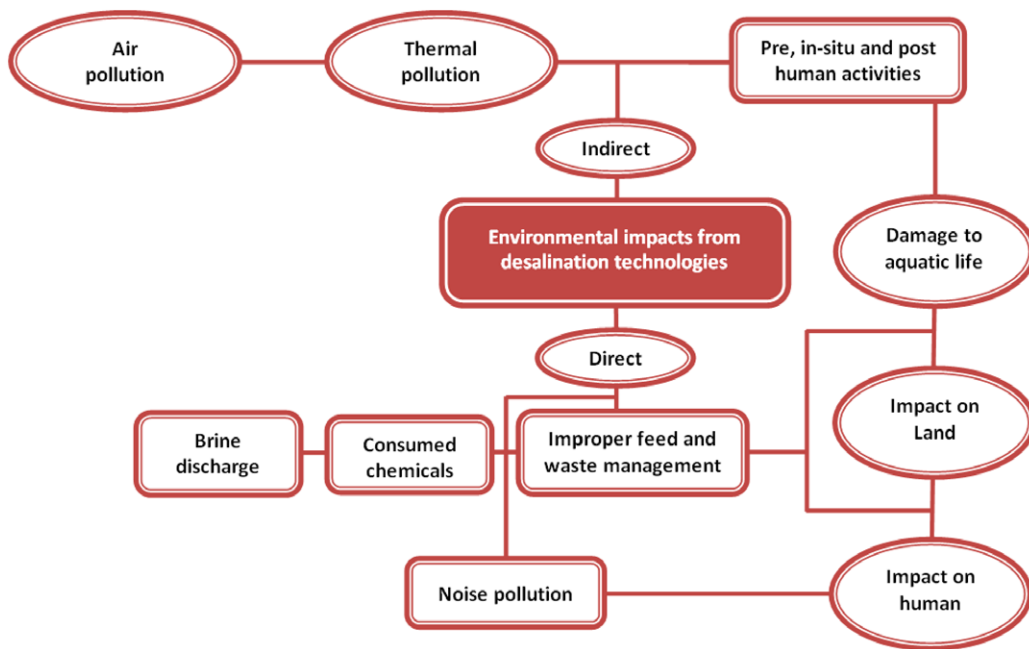 Air
pollution
Thermal
pollution
Pre, in-situ and post
human activities
Indirect
Environmental impacts from
desalination technologies
Damage to
aquatic life
Direct
Brine
discharge
Consumed
chemicals
Improper feed and
waste management
Impact on
Land
Noise pollution
Impact on
human